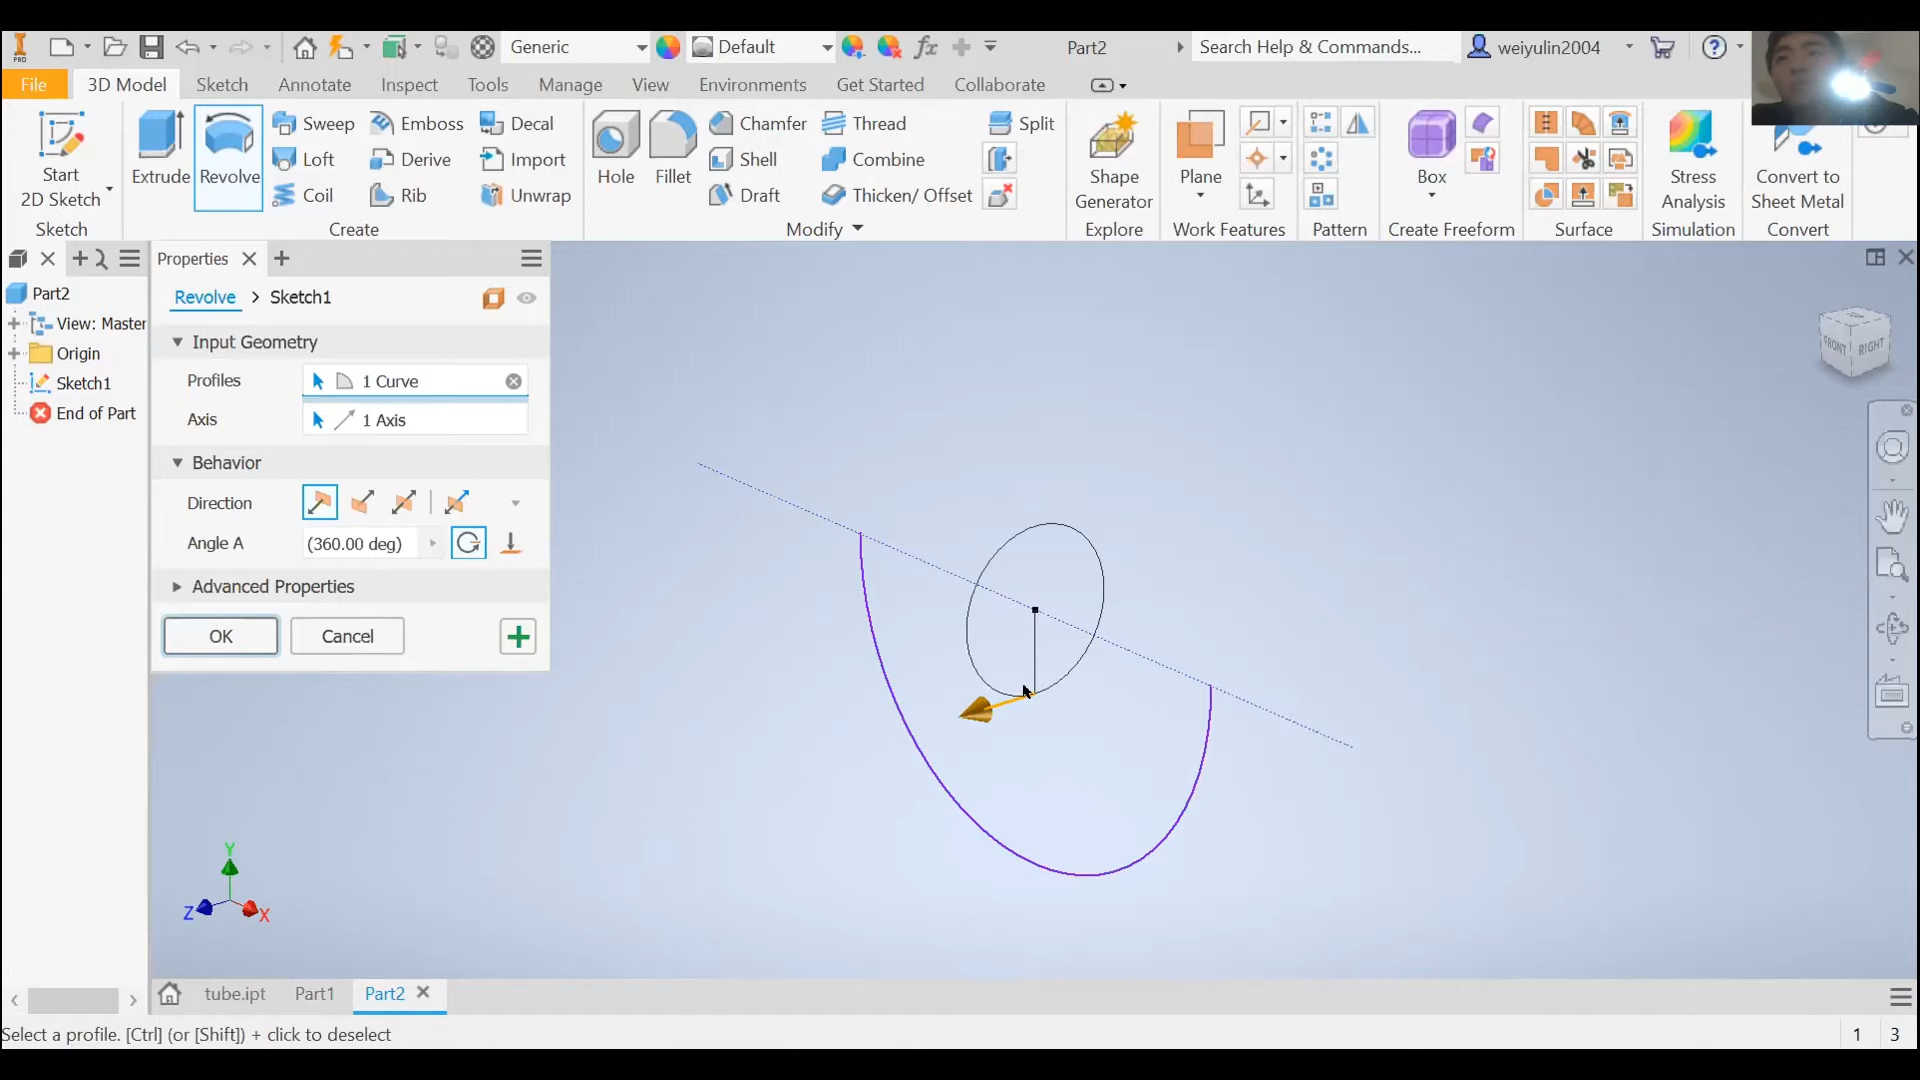 PRO
Generic
Default
fx
Part2
Search Help & Commands...
weiyulin2004
File
3D Model
Sketch
Annotate
Inspect
Tools
Manage
View
Environments
Get Started
Collaborate
Start
2D Sketch
Extrude
Revolve
Sweep
Loft
Coil
Emboss
Derive
Rib
Decal
Import
Unwrap
Hole
Fillet
Chamfer
Shell
Draft
Thread
Combine
Thicken/ Offset
Split
Shape
Generator
Plane
Box
Stress
Analysis
Convert to
Sheet Metal
Sketch
Create
Modify
Explore
Work Features
Pattern
Create Freeform
Surface
Simulation
Convert
Properties
Part2
View: Master
Origin
Sketch1
End of Part
Revolve > Sketch1
Input Geometry
Profiles
1 Curve
Axis
1 Axis
Behavior
Direction
Angle A
(360.00 deg)
Advanced Properties
OK
Cancel
FRONT
RIGHT
Y
Z
X
tube.ipt
Part1
Part2
Select a profile. [Ctrl] (or [Shift]) + click to deselect
1
3